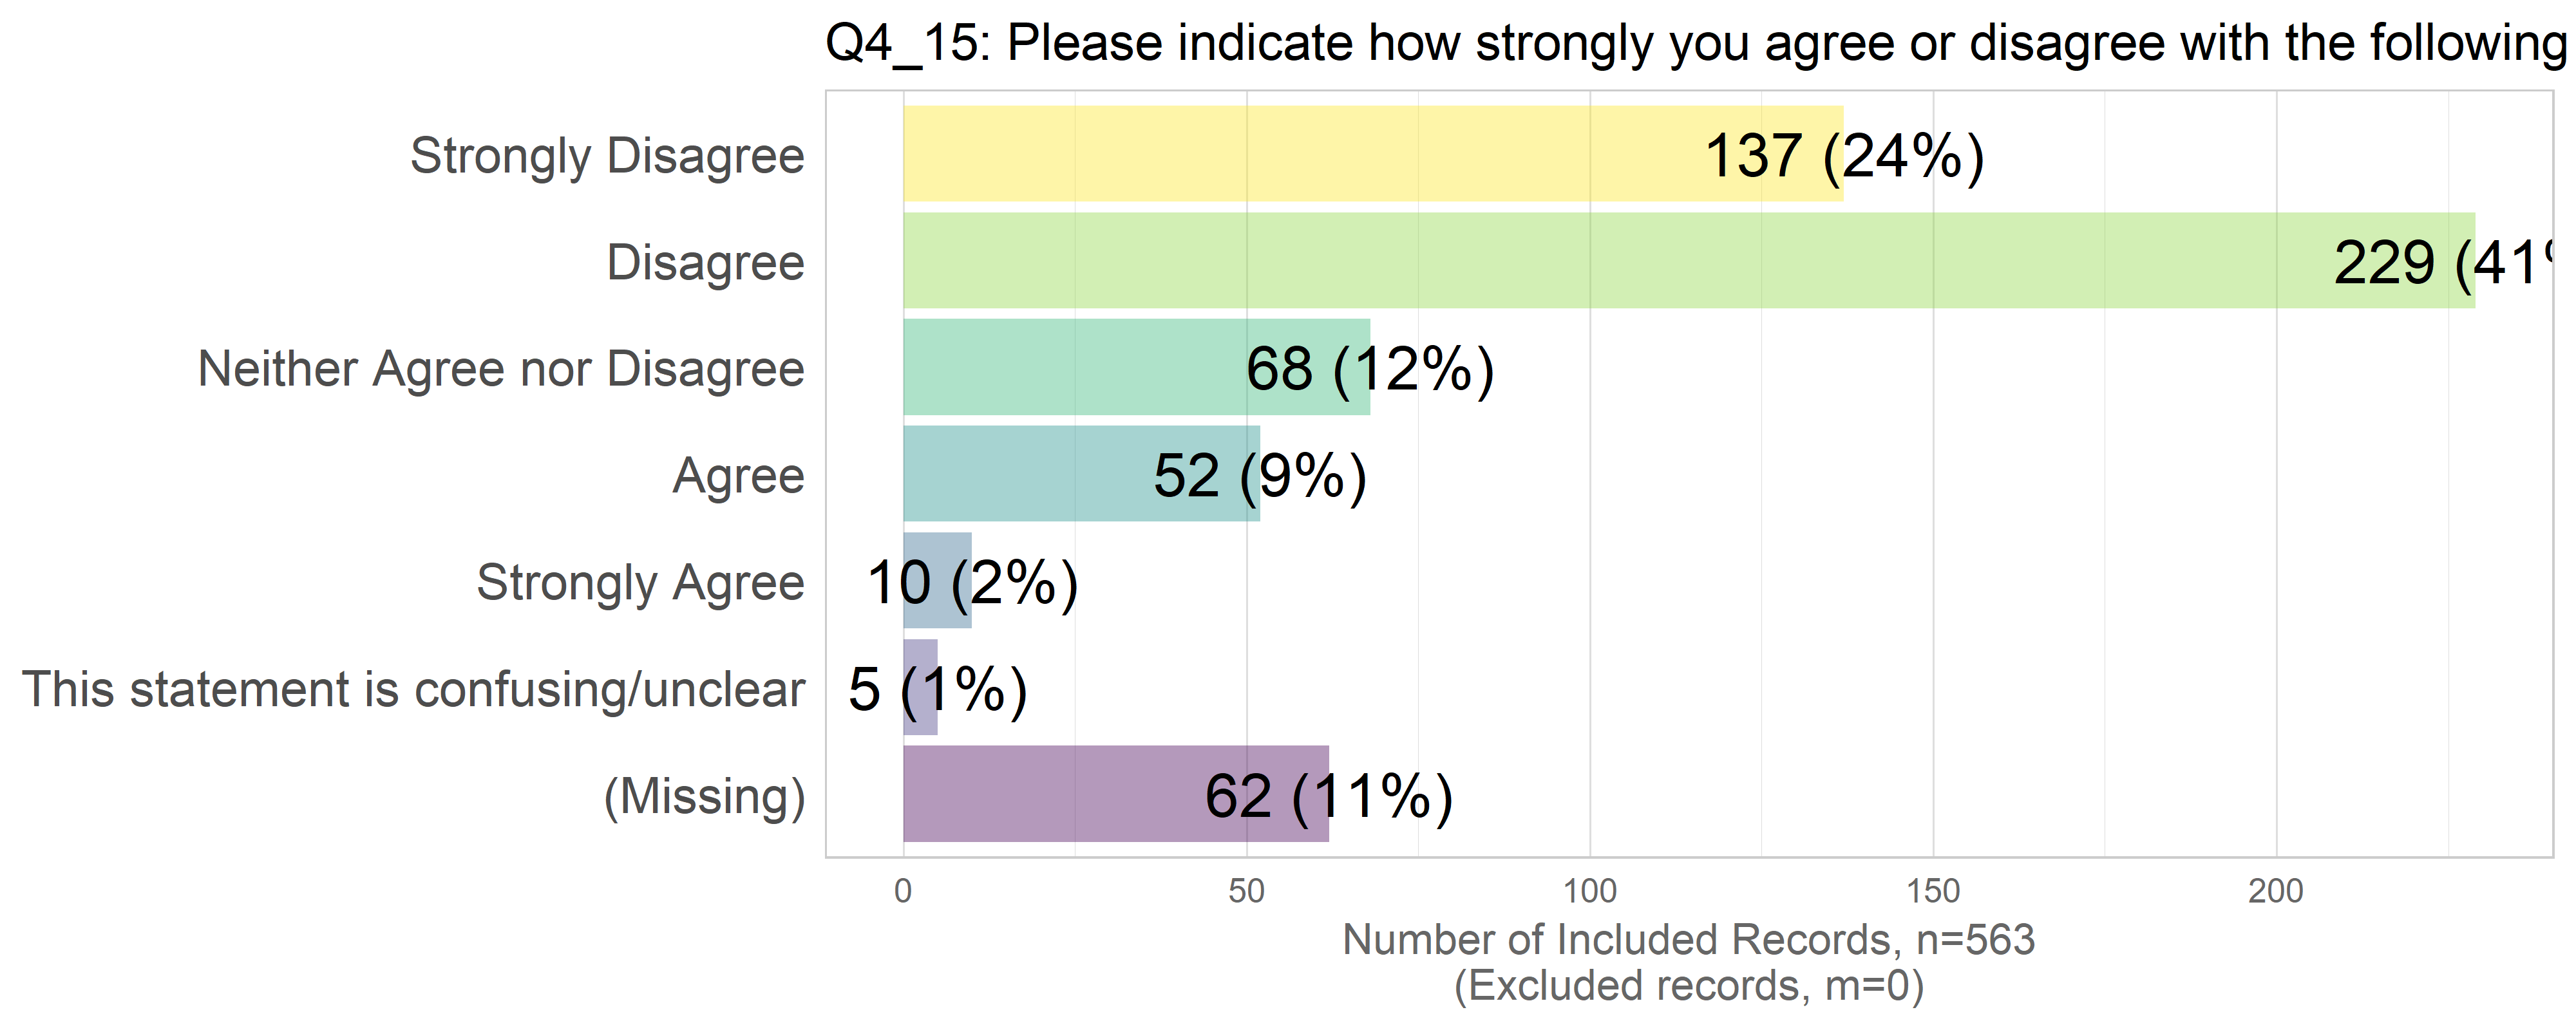 Q4_15: Please indicate how strongly you agree or disagree with the following
Strongly Disagree 137 (24%)
Disagree 229 (41%
Neither Agree nor Disagree 68 (12%)
Agree 52 (9%)
Strongly Agree 10 (2%)
This statement is confusing/unclear 5 (1%)
(Missing) 62 (11%)
0 50 100 150 200
Number of Included Records, n=563
(Excluded records, m=0)